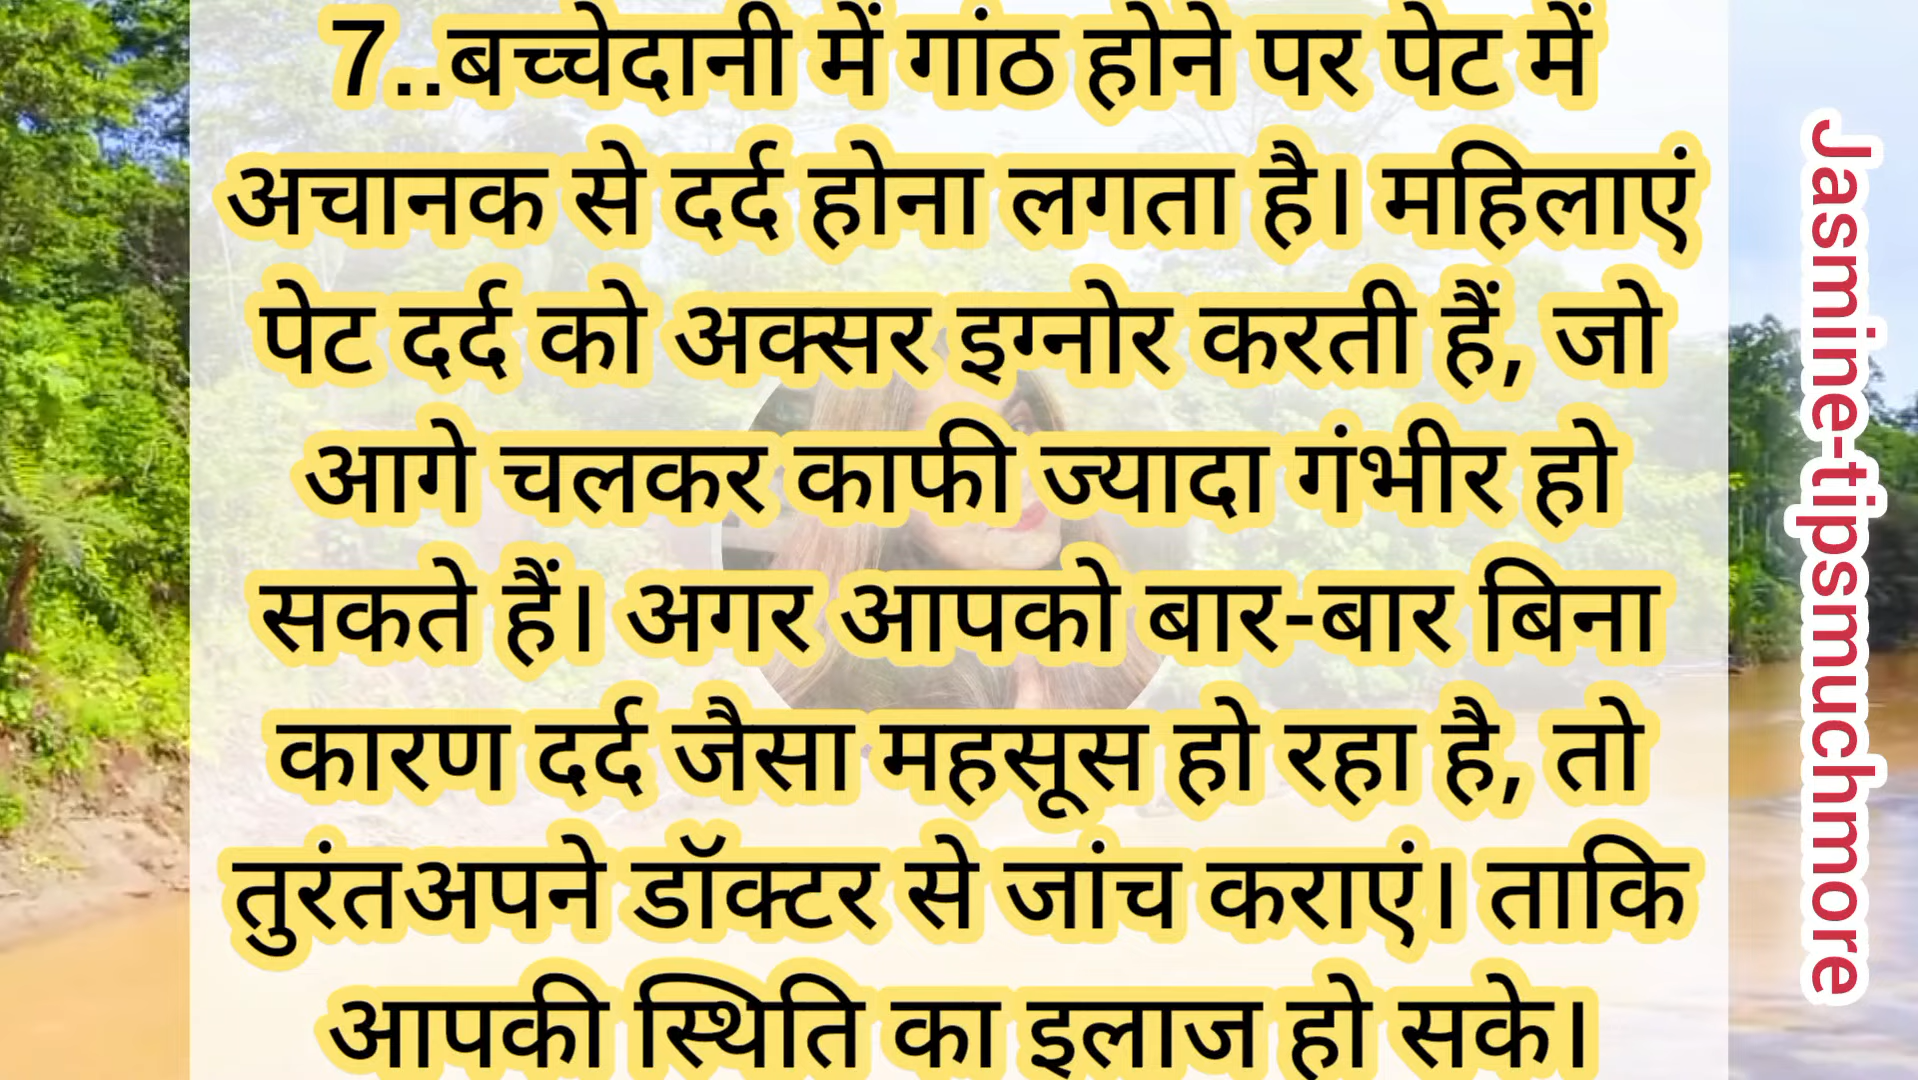 7..बच्चेदानी में गांठ होने पर पेट में
अचानक से दर्द होना लगता है। महिलाएं
पेट दर्द को अक्सर इग्नोर करती हैं, जो
आगे चलकर काफी ज्यादा गंभीर हो
सकते हैं। अगर आपको बार-बार बिना
कारण दर्द जैसा महसूस हो रहा है, तो
तुरंतअपने डॉक्टर से जांच कराएं। ताकि
आपकी स्थिति का इलाज हो सके।
Jasmine-tipsmuchmore